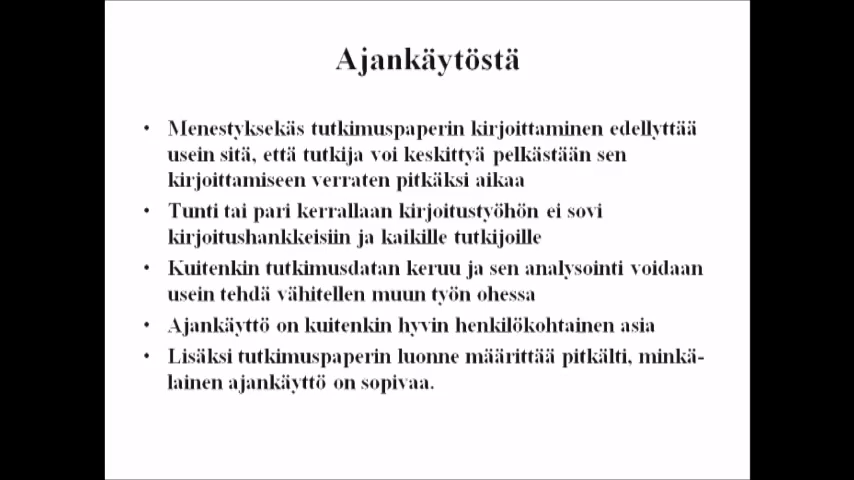 Ajankäytöstä
• Menestyksekäs tutkimuspaperin kirjoittaminen edellyttää
usein sitä, että tutkija voi keskittyä pelkästään sen
kirjoittamiseen verraten pitkäksi aikaa
• Tunti tai pari kerrallaan kirjoitustyöhön ei sovi
kirjoitushankkeisiin ja kaikille tutkijoille
• Kuitenkin tutkimusdatan keruu ja sen analysointi voidaan
usein tehdä vähitellen muun työn ohessa
• Ajankäyttö on kuitenkin hyvin henkilökohtainen asia
• Lisäksi tutkimuspaperin luonne määrittää pitkälti, minkä-
lainen ajankäyttö on sopivaa.